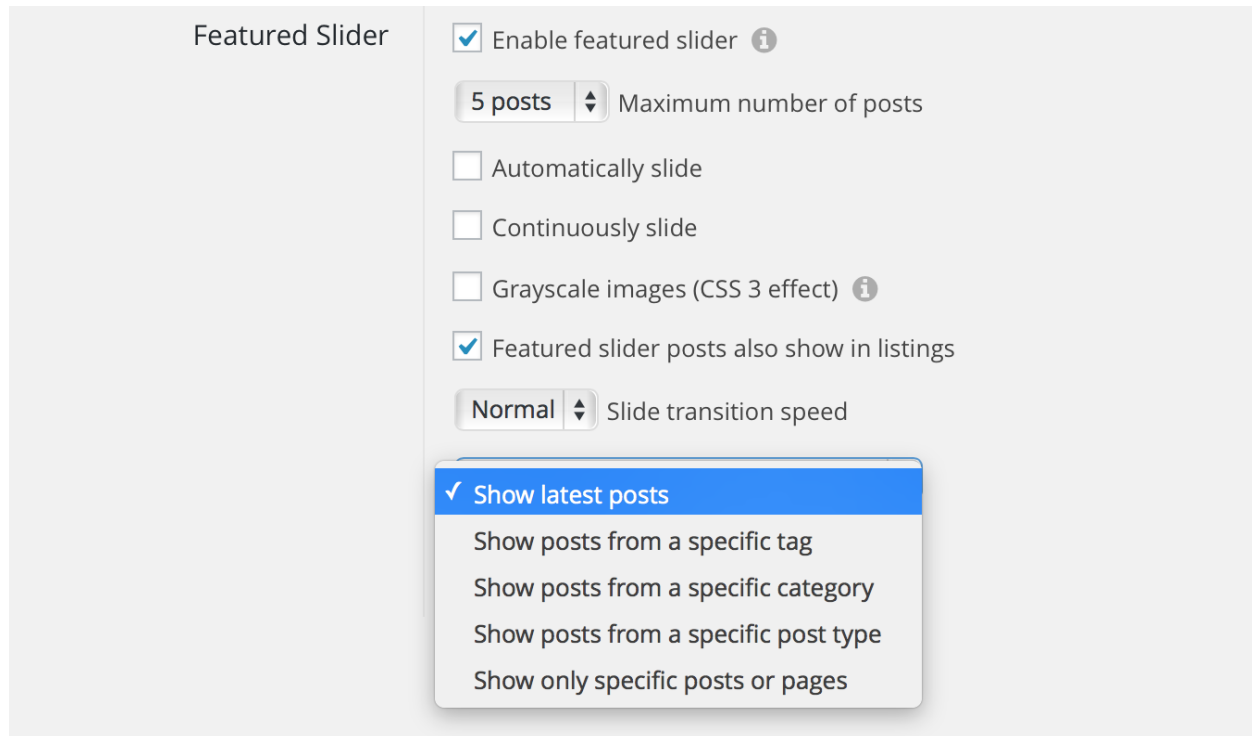 Featured Slider
Enable featured slider
5 posts Maximum number of posts
Automatically slide
Continuously slide
Grayscale images (CSS 3 effect)
Featured slider posts also show in listings
Normal Slide transition speed
Show latest posts
Show posts from a specific tag
Show posts from a specific category
Show posts from a specific post type
Show only specific posts or pages